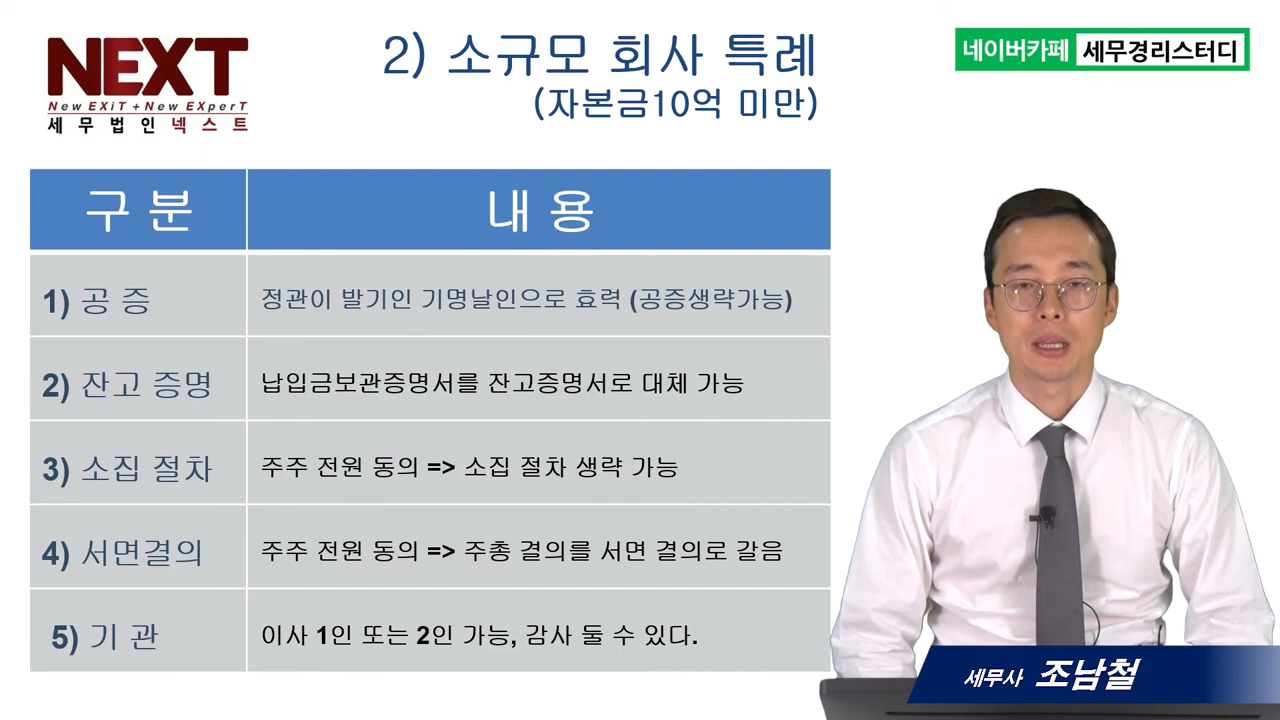 NEXT
New EXiT + New EXperT
세무법인넥스트
2) 소규모 회사 특례
(자본금10억 미만)
네이버카페 세무경리스터디
구 분 내 용
1) 공 증 정관이 발기인 기명날인으로 효력 (공증생략가능)
2) 잔고 증명 납입금보관증명서를 잔고증명서로 대체 가능
3) 소집 절차 주주 전원 동의 => 소집 절차 생략 가능
4) 서면결의 주주 전원 동의 => 주총 결의를 서면 결의로 갈음
5) 기 관 이사 1인 또는 2인 가능, 감사 둘 수 있다.
세무사 조남철